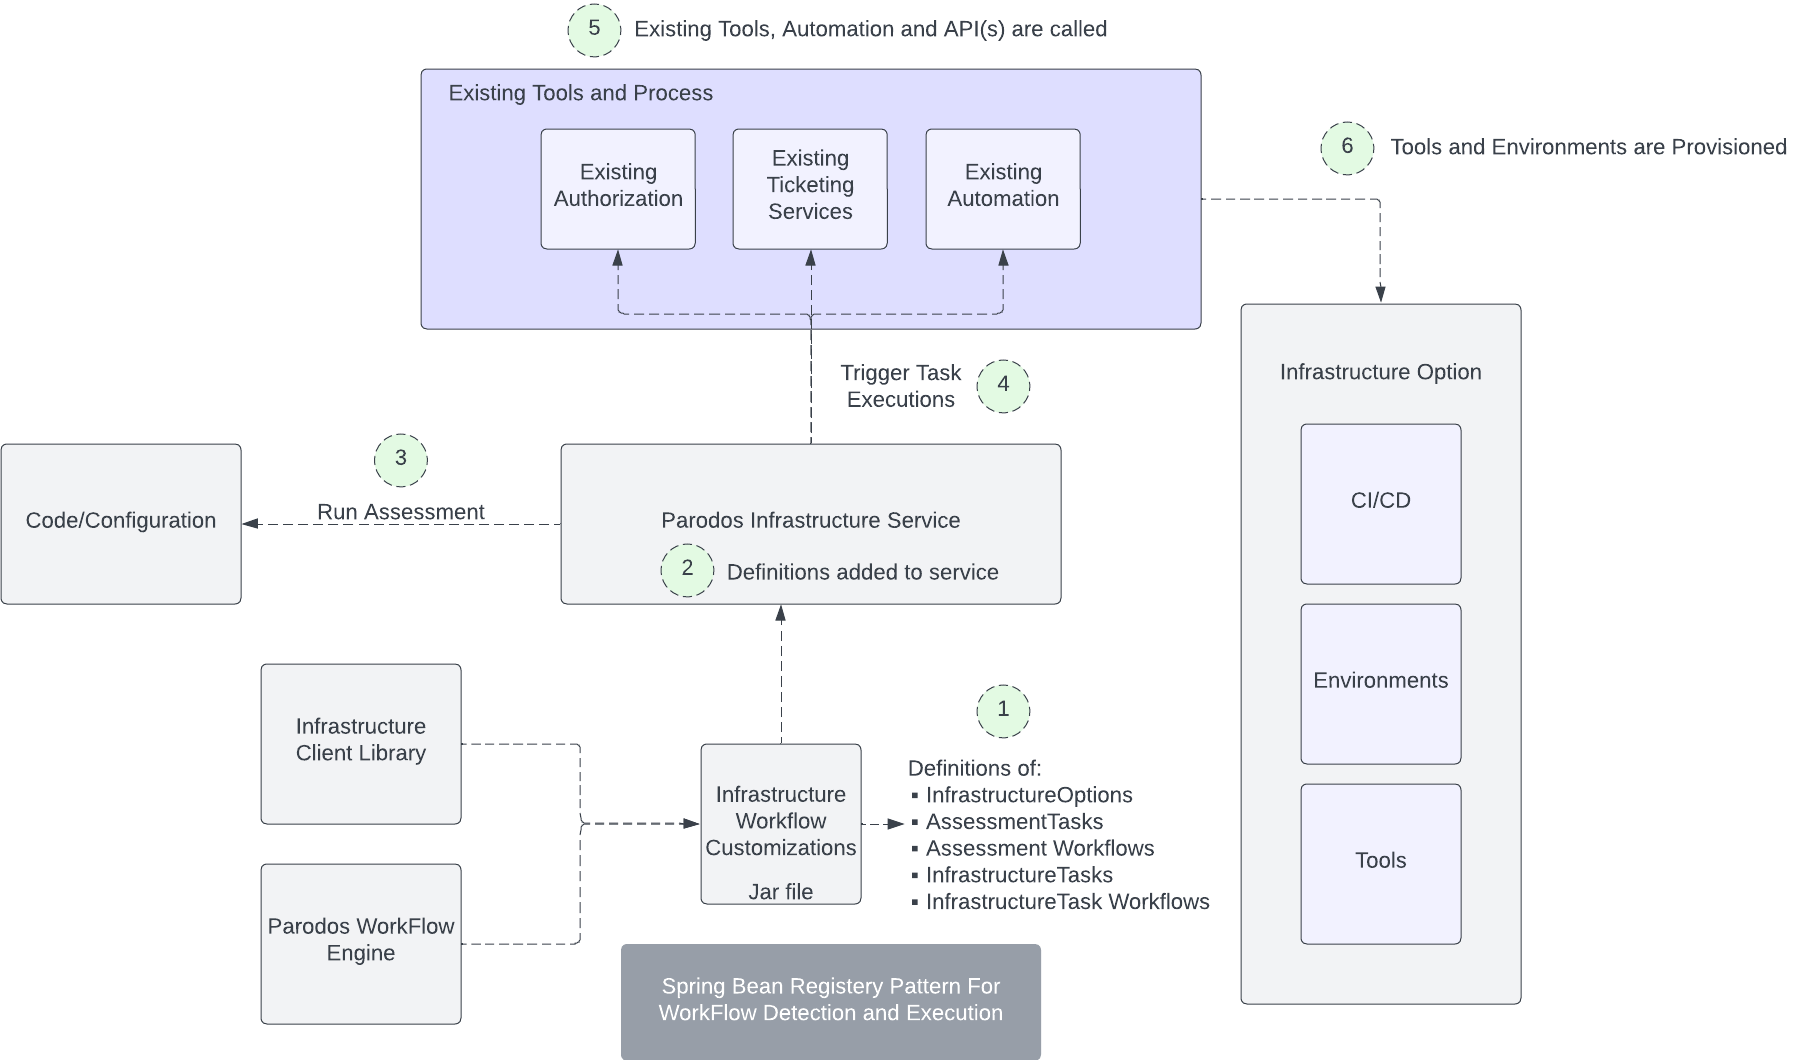 5
Existing Tools, Automation and API(s) are called
Existing Tools and Process
Existing
Authorization
Existing
Ticketing
Services
Existing
Automation
6
Tools and Environments are Provisioned
Trigger Task
Executions
4
Infrastructure Option
CI/CD
Environments
Tools
3
Run Assessment
Code/Configuration
Parodos Infrastructure Service
2
Definitions added to service
Infrastructure
Client Library
Parodos WorkFlow
Engine
Infrastructure
Workflow
Customizations
Jar file
1
Definitions of:
▪ InfrastructureOptions
▪ AssessmentTasks
▪ Assessment Workflows
▪ InfrastructureTasks
▪ InfrastructureTask Workflows
Spring Bean Registery Pattern For
WorkFlow Detection and Execution